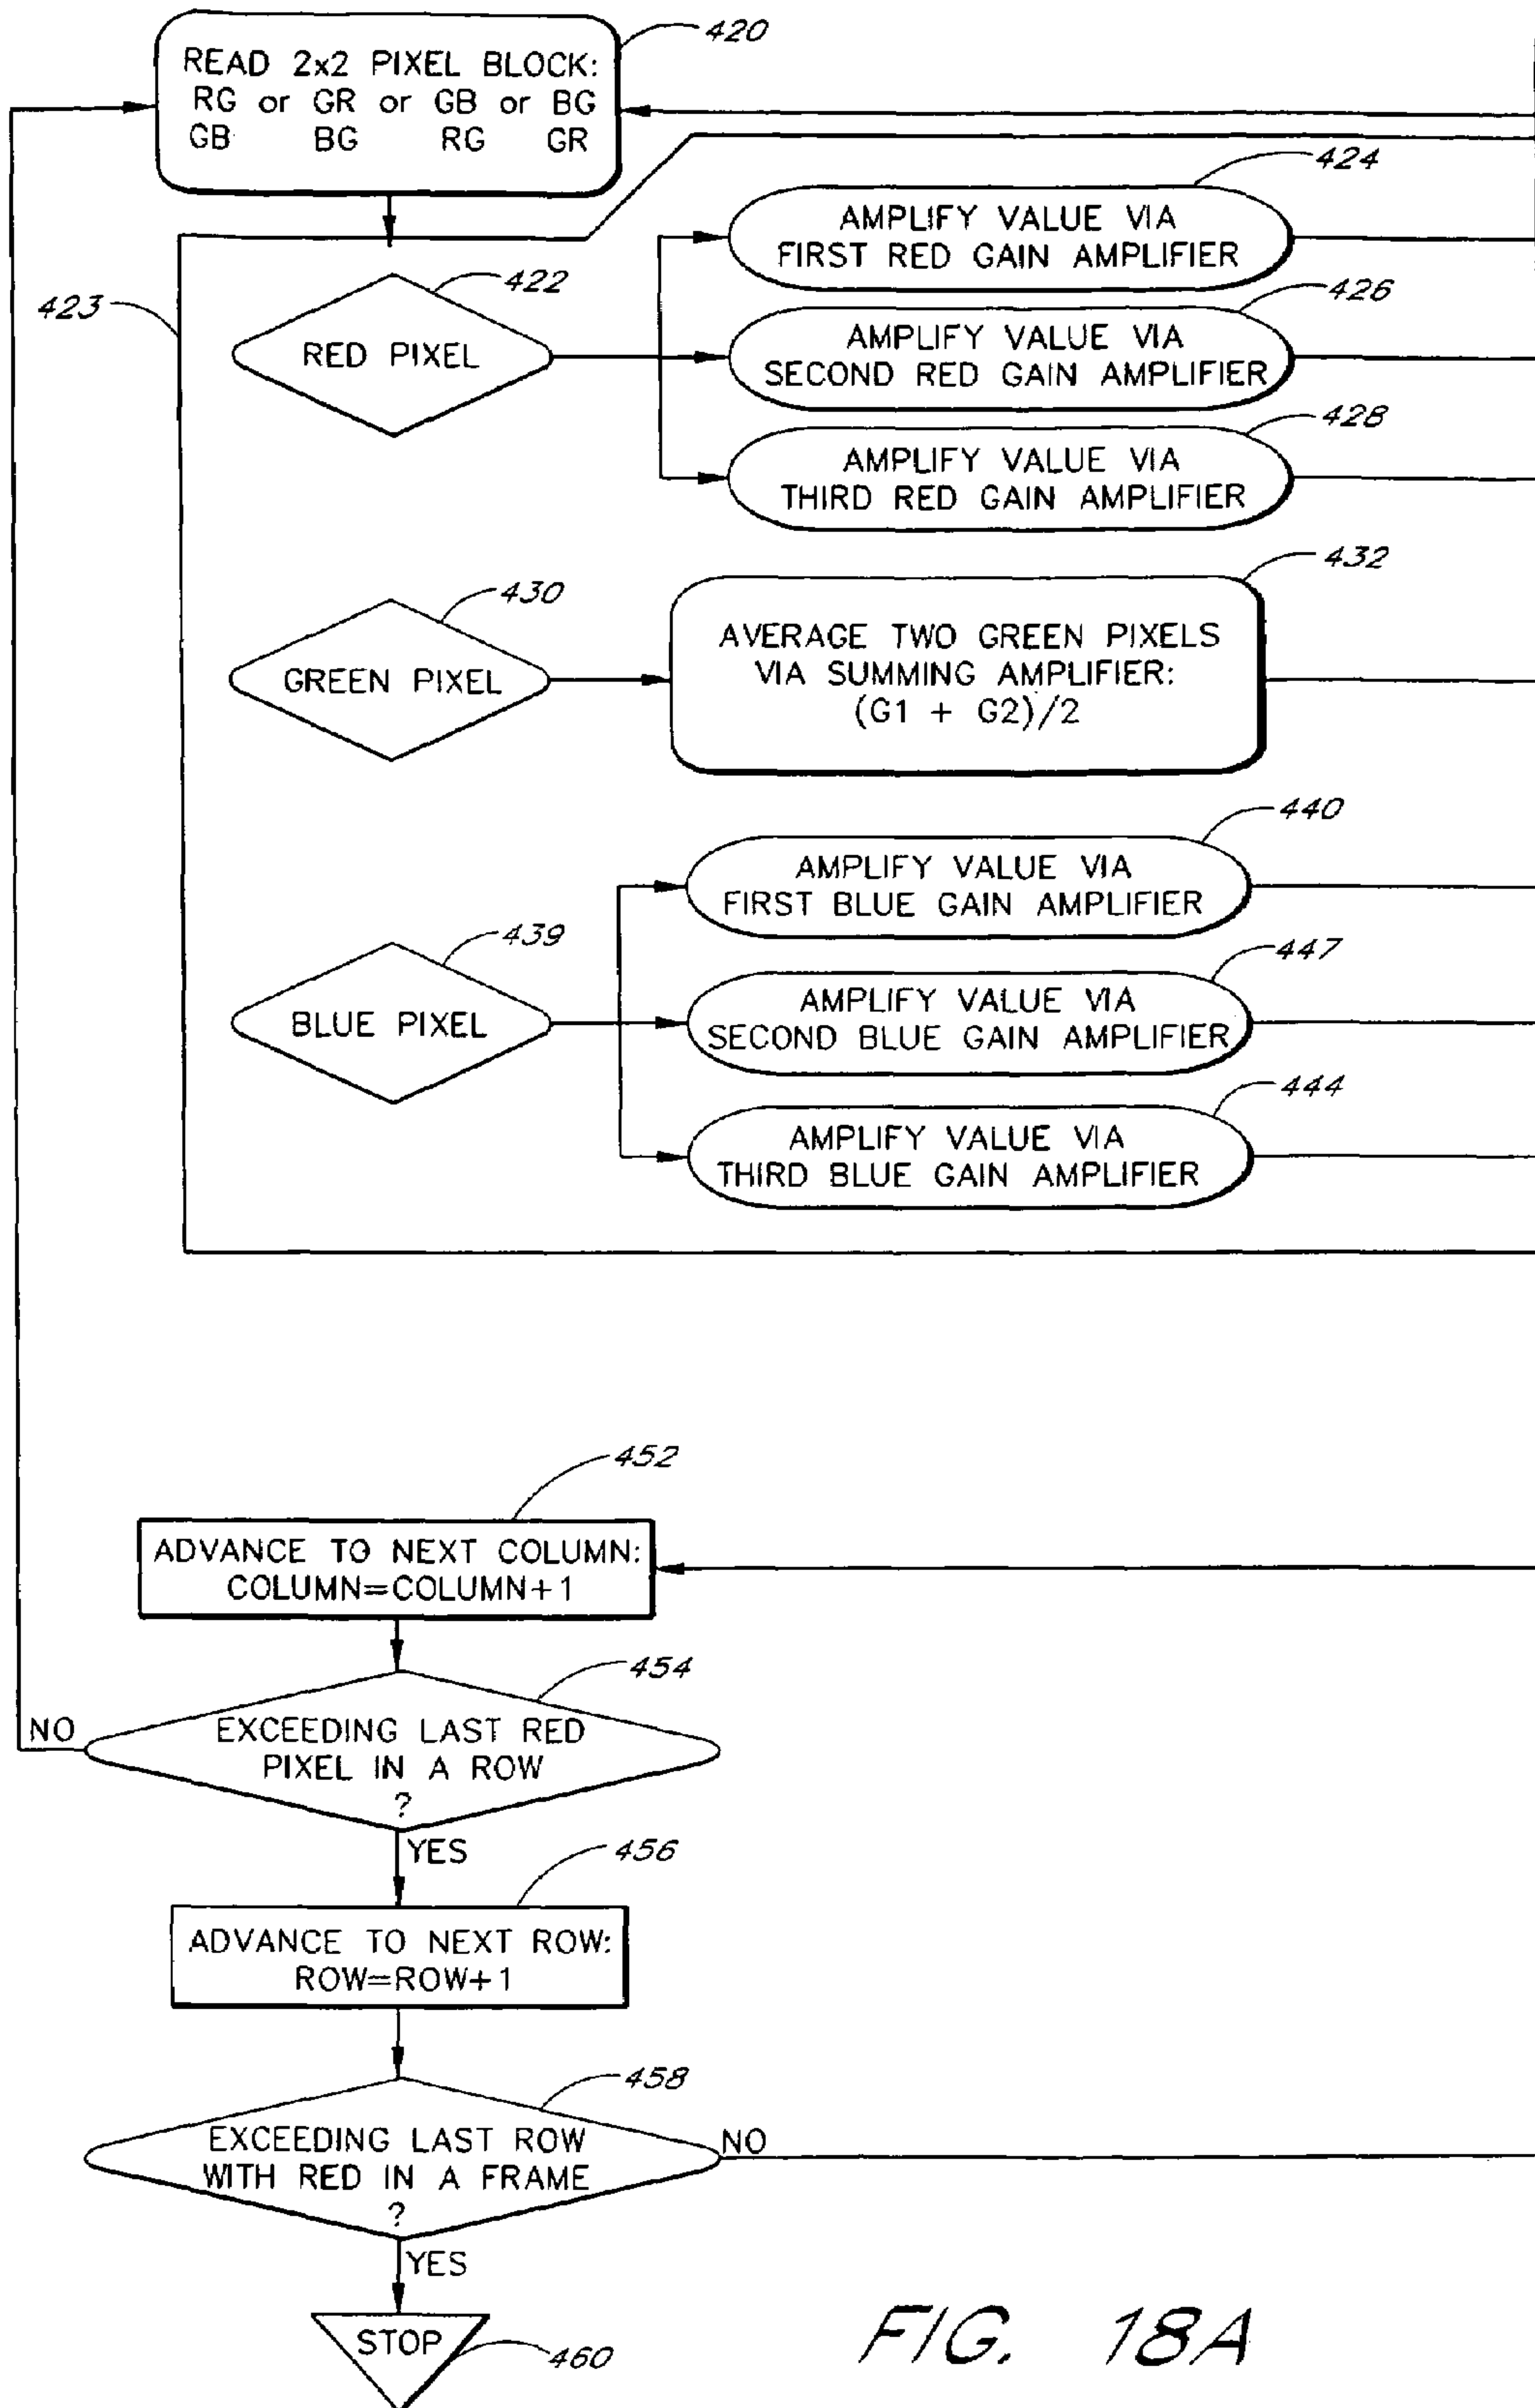 420
READ 2x2 PIXEL BLOCK:
RG or GR or GB or BG
GB BG RG GR
424
AMPLIFY VALUE VIA
FIRST RED GAIN AMPLIFIER
423
422
RED PIXEL
426
AMPLIFY VALUE VIA
SECOND RED GAIN AMPLIFIER
428
AMPLIFY VALUE VIA
THIRD RED GAIN AMPLIFIER
430
GREEN PIXEL
432
AVERAGE TWO GREEN PIXELS
VIA SUMMING AMPLIFIER:
(G1 + G2)/2
440
AMPLIFY VALUE VIA
FIRST BLUE GAIN AMPLIFIER
439
BLUE PIXEL
447
AMPLIFY VALUE VIA
SECOND BLUE GAIN AMPLIFIER
444
AMPLIFY VALUE VIA
THIRD BLUE GAIN AMPLIFIER
452
ADVANCE TO NEXT COLUMN:
COLUMN=COLUMN+1
454
NO
EXCEEDING LAST RED
PIXEL IN A ROW
?
YES
456
ADVANCE TO NEXT ROW:
ROW=ROW+1
458
EXCEEDING LAST ROW
WITH RED IN A FRAME
?
NO
YES
STOP
460
FIG. 18A